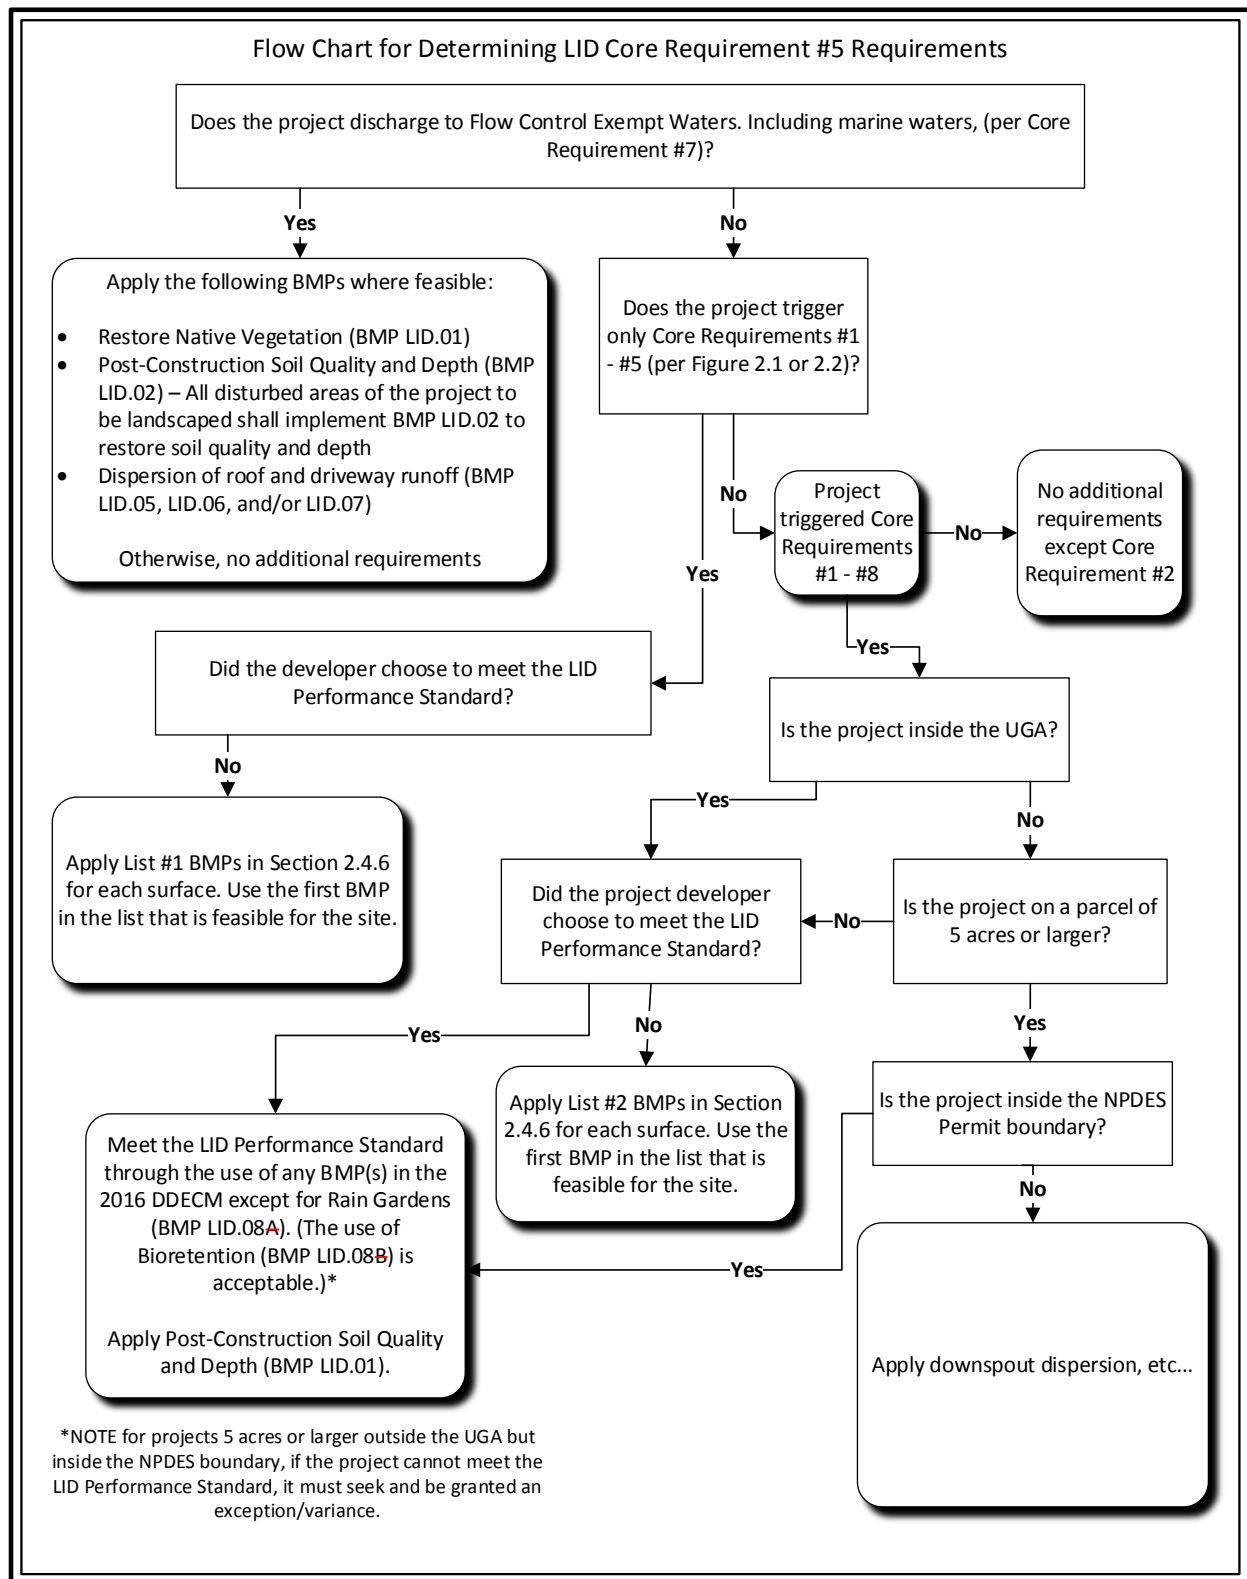 Flow Chart for Determining LID Core Requirement #5 Requirements
Does the project discharge to Flow Control Exempt Waters. Including marine waters, (per Core
Requirement #7)?
Yes
No
Apply the following BMPs where feasible:
• Restore Native Vegetation (BMP LID.01)
• Post-Construction Soil Quality and Depth (BMP
LID.02) – All disturbed areas of the project to
be landscaped shall implement BMP LID.02 to
restore soil quality and depth
• Dispersion of roof and driveway runoff (BMP
LID.05, LID.06, and/or LID.07)
Otherwise, no additional requirements
Does the project trigger
only Core Requirements #1
- #5 (per Figure 2.1 or 2.2)?
No
Yes
Project
triggered Core
Requirements
#1 - #8
No
No additional
requirements
except Core
Requirement #2
Yes
Did the developer choose to meet the LID
Performance Standard?
No
Is the project inside the UGA?
Yes
No
Apply List #1 BMPs in Section 2.4.6
for each surface. Use the first BMP
in the list that is feasible for the site.
Did the project developer
choose to meet the LID
Performance Standard?
No
Is the project on a parcel of
5 acres or larger?
Yes
No
Yes
Apply List #2 BMPs in Section
2.4.6 for each surface. Use the
first BMP in the list that is
feasible for the site.
Is the project inside the NPDES
Permit boundary?
No
Yes
Meet the LID Performance Standard
through the use of any BMP(s) in the
2016 DDECM except for Rain Gardens
(BMP LID.08A). (The use of
Bioretention (BMP LID.08B) is
acceptable.)*
Apply Post-Construction Soil Quality
and Depth (BMP LID.01).
Apply downspout dispersion, etc...
*NOTE for projects 5 acres or larger outside the UGA but
inside the NPDES boundary, if the project cannot meet the
LID Performance Standard, it must seek and be granted an
exception/variance.